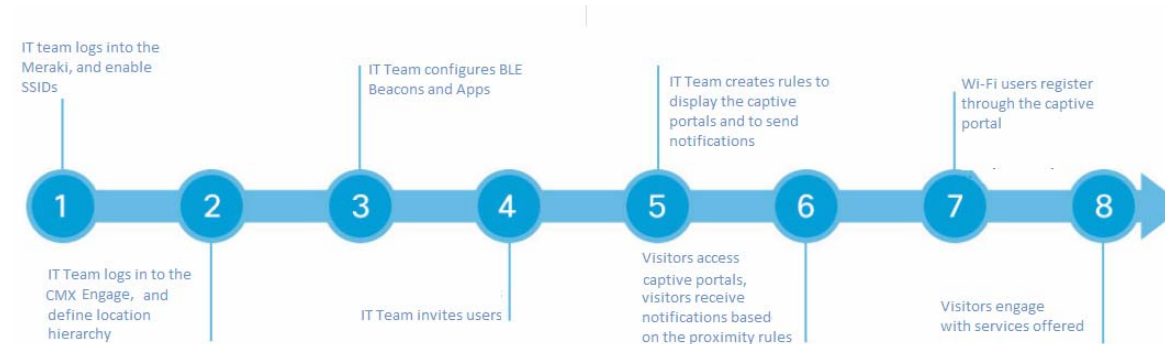 IT team logs into the
Meraki, and enable
SSIDs
IT Team configures BLE
Beacons and Apps
IT Team creates rules to
display the captive
portals and to send
notifications
Wi-Fi users register
through the captive
portal
1
2
3
4
5
6
7
8
IT Team logs in to the
CMX Engage, and
define location
hierarchy
IT Team invites users
Visitors access
captive portals,
visitors receive
notifications based
on the proximity rules
Visitors engage
with services offered